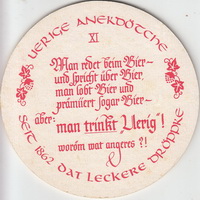 UERIGE ANEKDÖTCHE
XI
Man redet beim Bier -
und spricht über Bier,
man lobt Bier und
prämiiert sogar Bier -
aber: man trinkt Uerig'!
woröm wat angeres ?!
SEIT 1862 DAT LECKERE DRÖPPKE